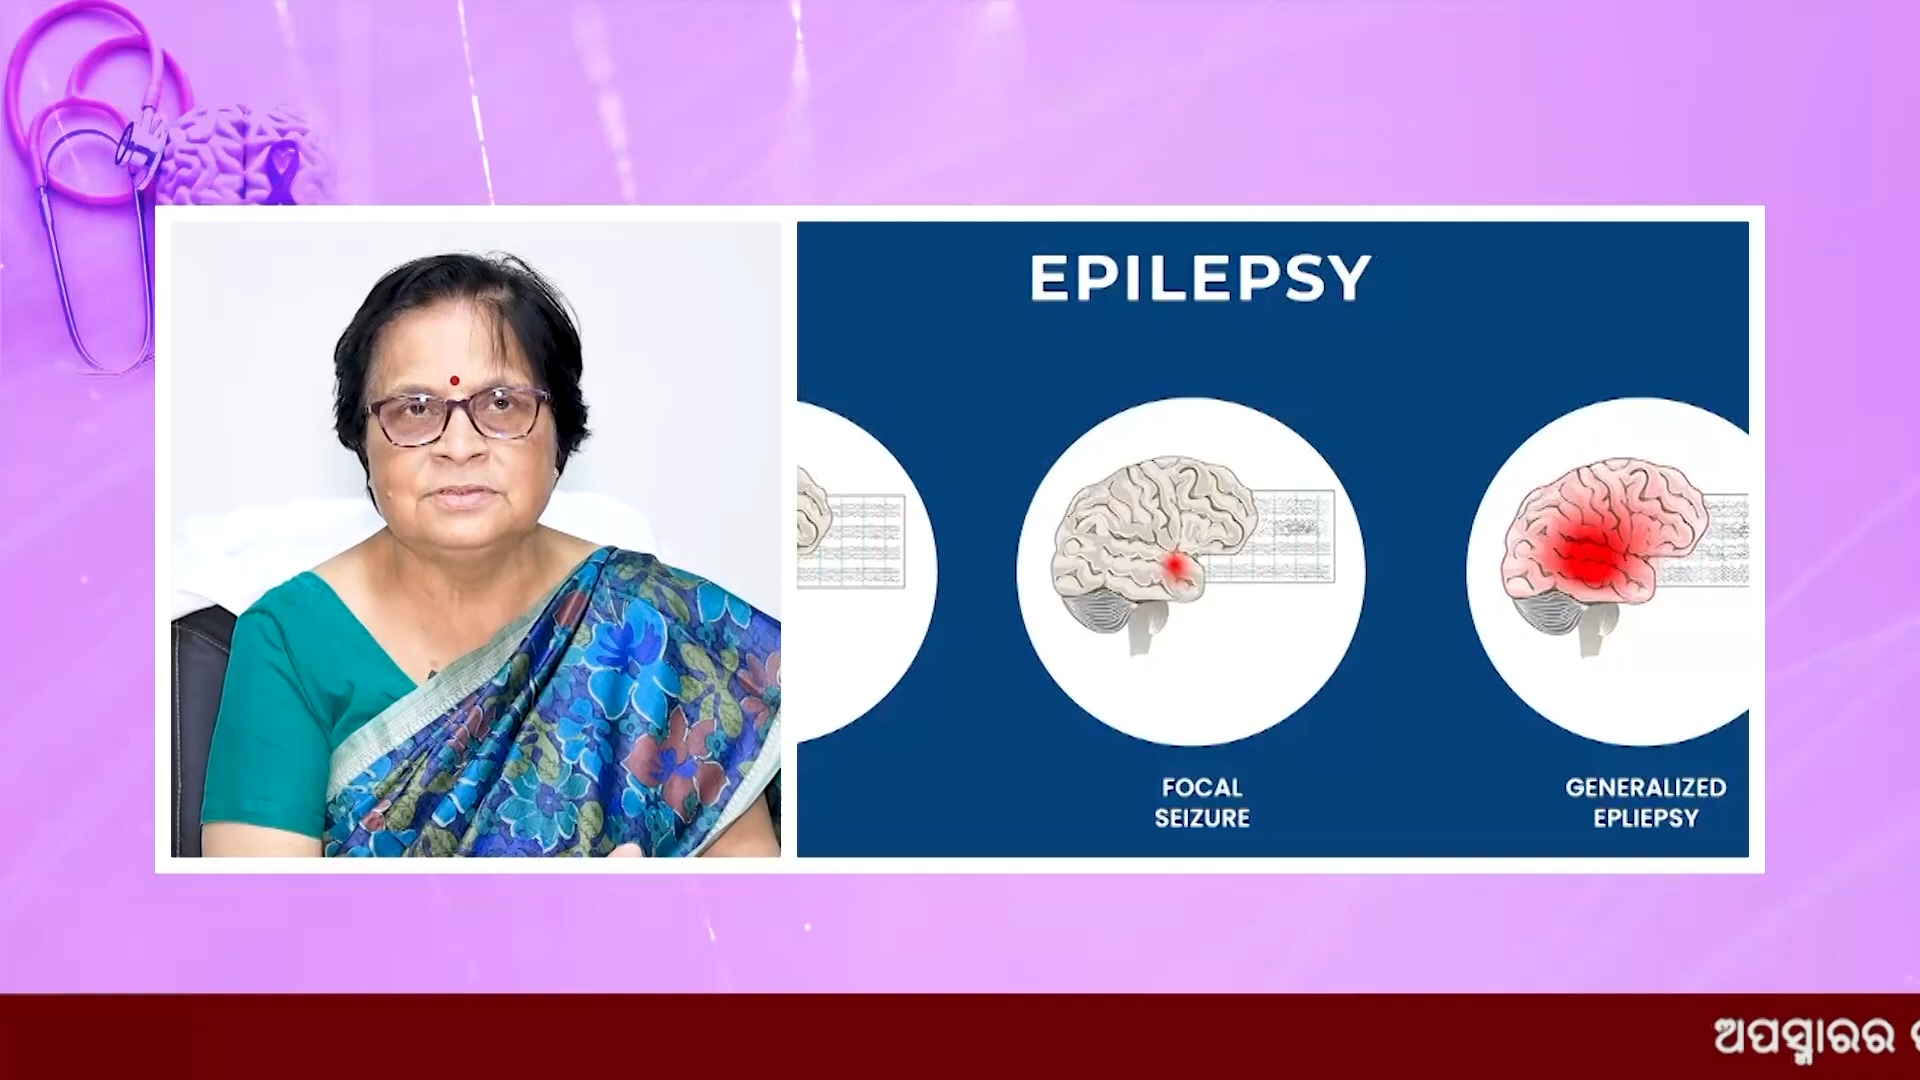 EPILEPSY
FOCAL
SEIZURE
GENERALIZED
EPLIEPSY
ଅପସ୍ମାରର